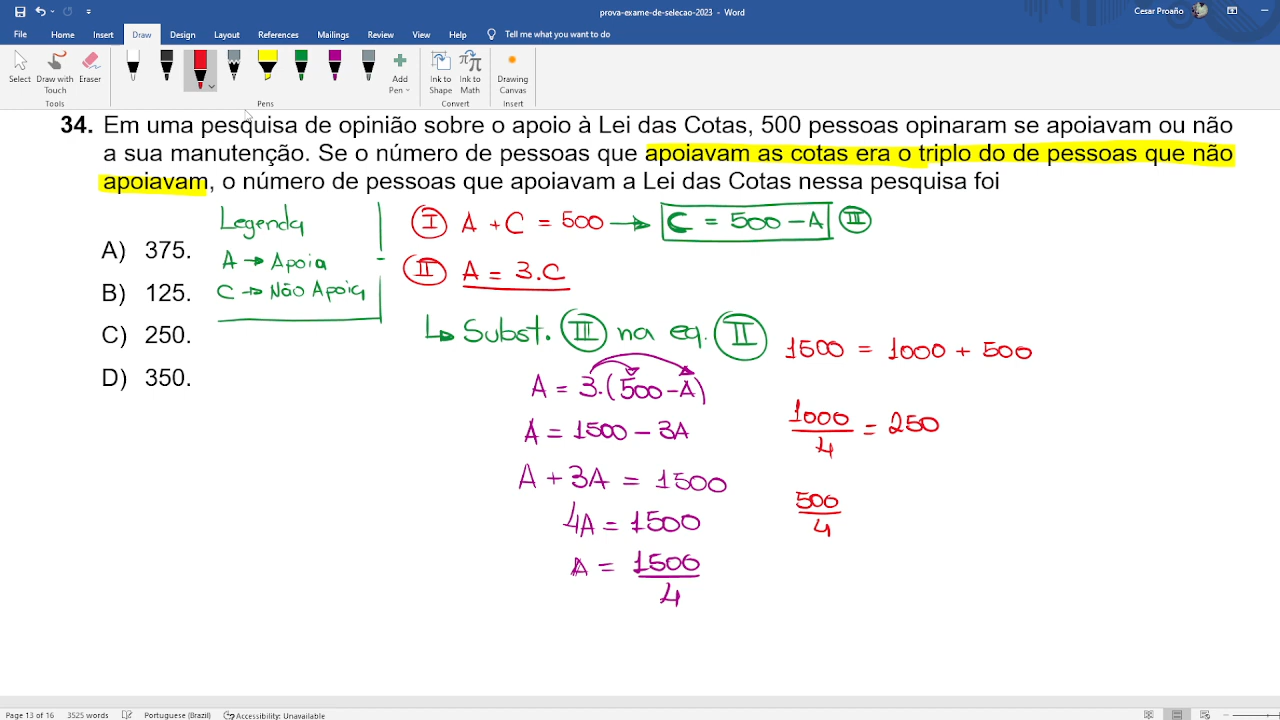 prova-exame-de-selecao-2023 - Word
Cesar Proaño
File Home Insert Draw Design Layout References Mailings Review View Help Tell me what you want to do
Select Draw with Touch Eraser Add Pen Ink to Shape Ink to Math Drawing Canvas
Tools Pens Convert Insert
34. Em uma pesquisa de opinião sobre o apoio à Lei das Cotas, 500 pessoas opinaram se apoiavam ou não
a sua manutenção. Se o número de pessoas que apoiavam as cotas era o triplo do de pessoas que não
apoiavam, o número de pessoas que apoiavam a Lei das Cotas nessa pesquisa foi
A) 375.
B) 125.
C) 250.
D) 350.
Legenda
A → Apoia
C → Não Apoia
I A + C = 500 → C = 500 - A III
II A = 3.C
↳ Subst. III na eq. II
A = 3.(500 - A)
A = 1500 - 3A
A + 3A = 1500
4A = 1500
A = 1500/4
1500 = 1000 + 500
1000/4 = 250
500/4
Page 13 of 16 3525 words Portuguese (Brazil) Accessibility: Unavailable